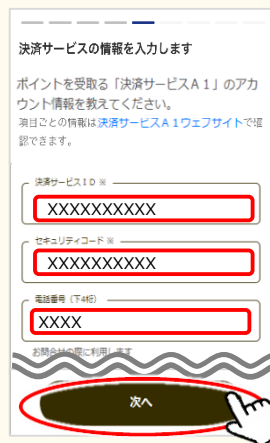 決済サービスの情報を入力します
ポイントを受取る「決済サービスA1」のアカ
ウント情報を教えてください。
項目ごとの情報は決済サービスA1ウェブサイトで確
認できます。
決済サービスID ※
XXXXXXXXXX
セキュリティコード ※
XXXXXXXXXX
電話番号(下4桁)
XXXX
お問合せの際に利用します
次へ